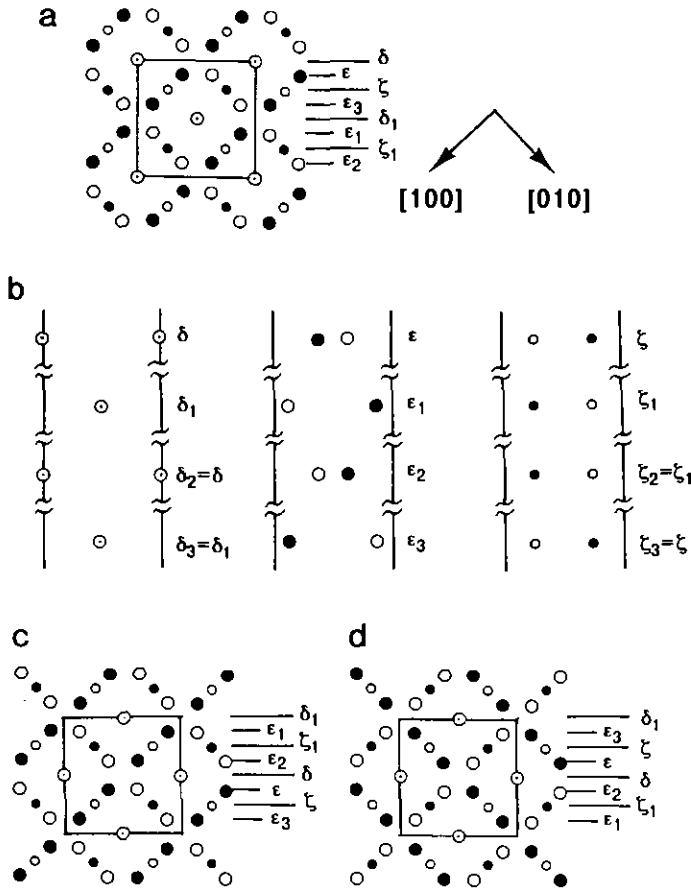 a
δ
ε
ζ
ε₃
δ₁
ε₁
ζ₁
ε₂
[100] [010]
b
δ ε ζ
δ₁ ε₁ ζ₁
δ₂=δ ε₂ ζ₂=ζ₁
δ₃=δ₁ ε₃ ζ₃=ζ
c d
δ₁
ε₁
ζ₁
ε₂
δ
ε
ζ
ε₃
δ₁
ε₃
ζ
ε
δ
ε₂
ζ₁
ε₁